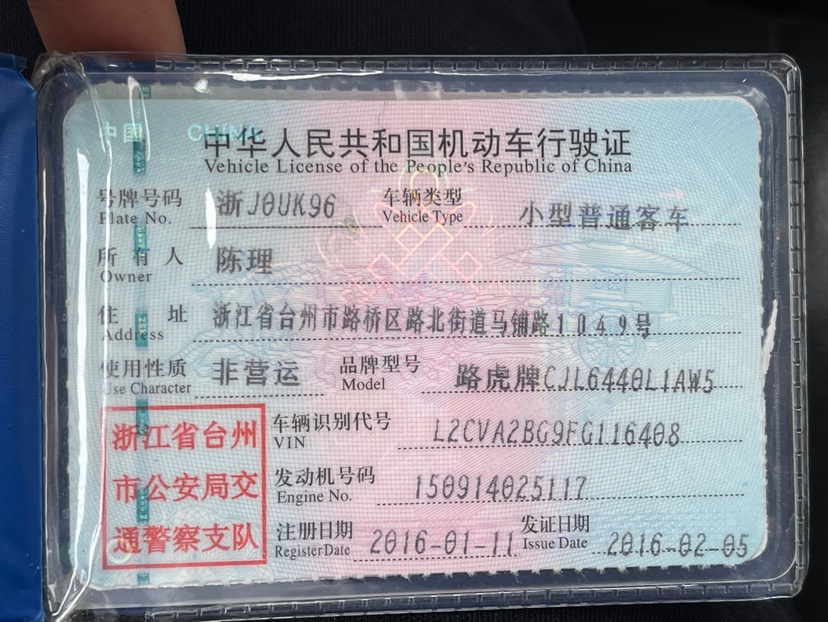 中国 CHINA
中华人民共和国机动车行驶证
Vehicle License of the People's Republic of China
号牌号码 浙J0UK96 车辆类型 小型普通客车
Plate No. Vehicle Type
所有人 陈理
Owner
住址 浙江省台州市路桥区路北街道马铺路1049号
Address
使用性质 非营运 品牌型号 路虎牌CJL6440L1AW5
Use Character Model
浙江省台州 车辆识别代号 L2CVA2BG9FG116408
VIN
市公安局交 发动机号码 150914025117
Engine No.
通警察支队 注册日期 2016-01-11 发证日期 2016-02-05
Register Date Issue Date